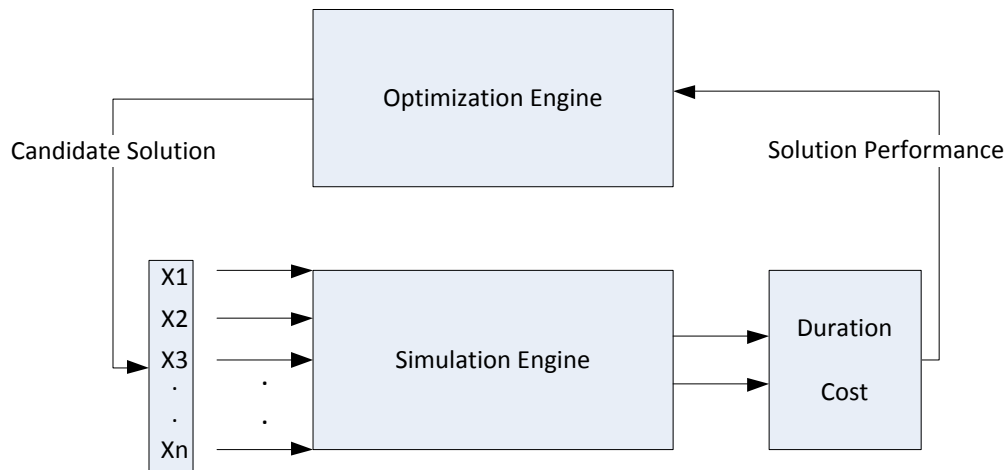 Optimization Engine
Candidate Solution
Solution Performance
X1
X2
X3
.
.
Xn
.
.
Simulation Engine
Duration
Cost